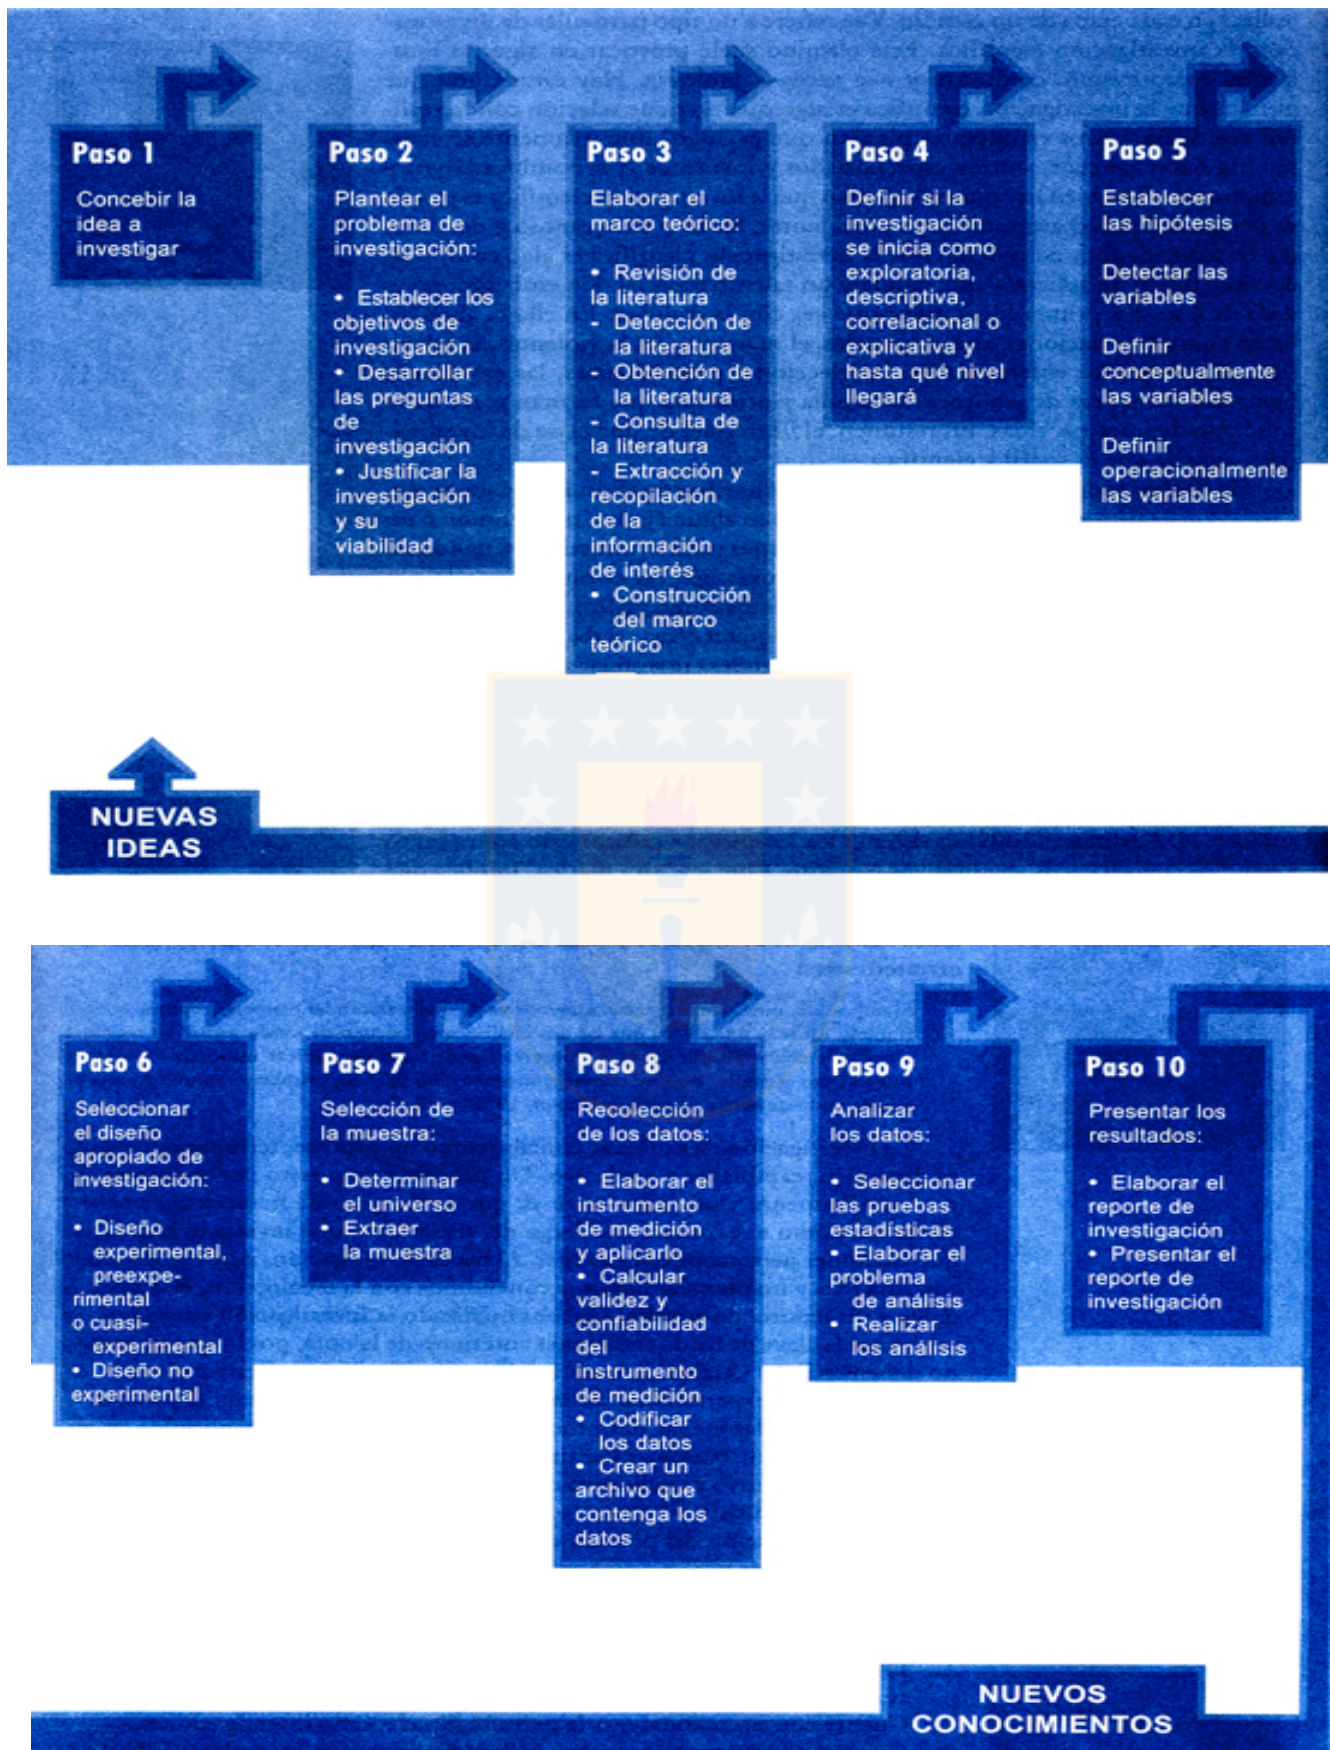 Paso 1
Concebir la
idea a
investigar
Paso 2
Plantear el
problema de
investigación:
• Establecer los
objetivos de
investigación
• Desarrollar
las preguntas
de
investigación
• Justificar la
investigación
y su
viabilidad
Paso 3
Elaborar el
marco teórico:
• Revisión de
la literatura
- Detección de
la literatura
- Obtención de
la literatura
- Consulta de
la literatura
- Extracción y
recopilación
de la
información
de interés
• Construcción
del marco
teórico
Paso 4
Definir si la
investigación
se inicia como
exploratoria,
descriptiva,
correlacional o
explicativa y
hasta qué nivel
llegará
Paso 5
Establecer
las hipótesis
Detectar las
variables
Definir
conceptualmente
las variables
Definir
operacionalmente
las variables
NUEVAS
IDEAS
Paso 6
Seleccionar
el diseño
apropiado de
investigación:
• Diseño
experimental,
preexpe-
rimental
o cuasi-
experimental
• Diseño no
experimental
Paso 7
Selección de
la muestra:
• Determinar
el universo
• Extraer
la muestra
Paso 8
Recolección
de los datos:
• Elaborar el
instrumento
de medición
y aplicarlo
• Calcular
validez y
confiabilidad
del
instrumento
de medición
• Codificar
los datos
• Crear un
archivo que
contenga los
datos
Paso 9
Analizar
los datos:
• Seleccionar
las pruebas
estadísticas
• Elaborar el
problema
de análisis
• Realizar
los análisis
Paso 10
Presentar los
resultados:
• Elaborar el
reporte de
investigación
• Presentar el
reporte de
investigación
NUEVOS
CONOCIMIENTOS